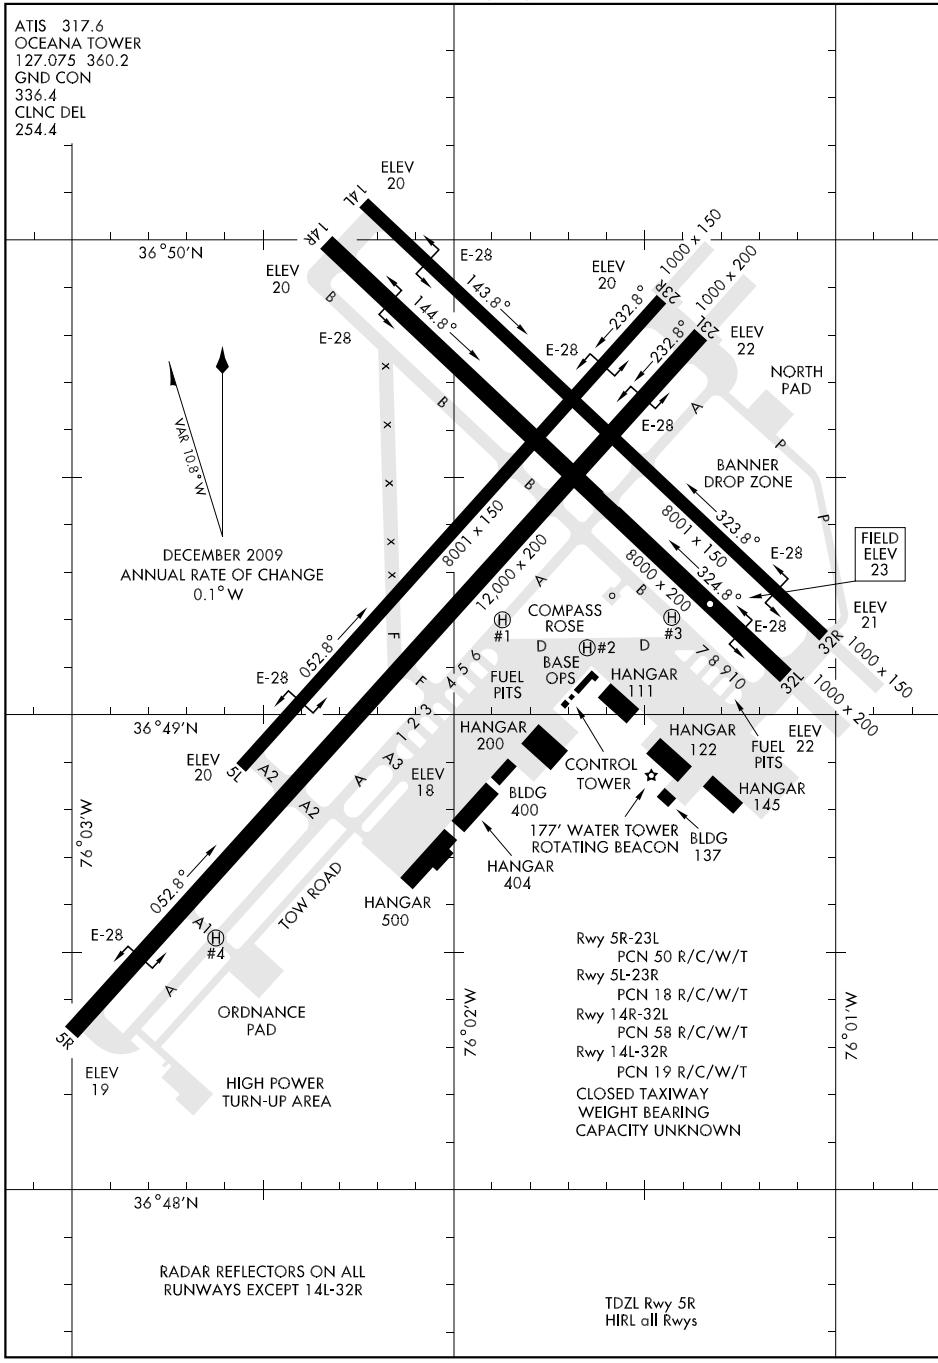 ATIS 317.6
OCEANA TOWER
127.075 360.2
GND CON
336.4
CLNC DEL
254.4
ELEV
20
14L
14R
36°50'N
ELEV
20
E-28
E-28
143.8°
144.8°
B
ELEV
20
232.8°
23R
1000 x 150
1000 x 200
232.8°
23L
ELEV
22
E-28
E-28
NORTH
PAD
VAR 10.8°W
x
x
x
x
x
B
B
A
P
P
BANNER
DROP ZONE
DECEMBER 2009
ANNUAL RATE OF CHANGE
0.1°W
8001 x 150
12,000 x 200
8001 x 150
323.8°
E-28
8000 x 200
324.8°
E-28
FIELD
ELEV
23
ELEV
21
32R
1000 x 150
32L
1000 x 200
ELEV
22
A
B
COMPASS
ROSE
H
#1
H
#2
H
#3
D
D
F
F
052.8°
E-28
4 5 6
1 2 3
7 8 9 10
FUEL
PITS
BASE
OPS
HANGAR
111
36°49'N
HANGAR
200
HANGAR
122
FUEL
PITS
ELEV
20
5L
A2
A2
A
A3
ELEV
18
CONTROL
TOWER
HANGAR
145
BLDG
400
177' WATER TOWER
ROTATING BEACON
BLDG
137
76°03'W
HANGAR
404
HANGAR
500
TOW ROAD
052.8°
E-28
A1
H
#4
A
5R
ELEV
19
ORDNANCE
PAD
HIGH POWER
TURN-UP AREA
76°02'W
76°01'W
Rwy 5R-23L
PCN 50 R/C/W/T
Rwy 5L-23R
PCN 18 R/C/W/T
Rwy 14R-32L
PCN 58 R/C/W/T
Rwy 14L-32R
PCN 19 R/C/W/T
CLOSED TAXIWAY
WEIGHT BEARING
CAPACITY UNKNOWN
36°48'N
RADAR REFLECTORS ON ALL
RUNWAYS EXCEPT 14L-32R
TDZL Rwy 5R
HIRL all Rwys